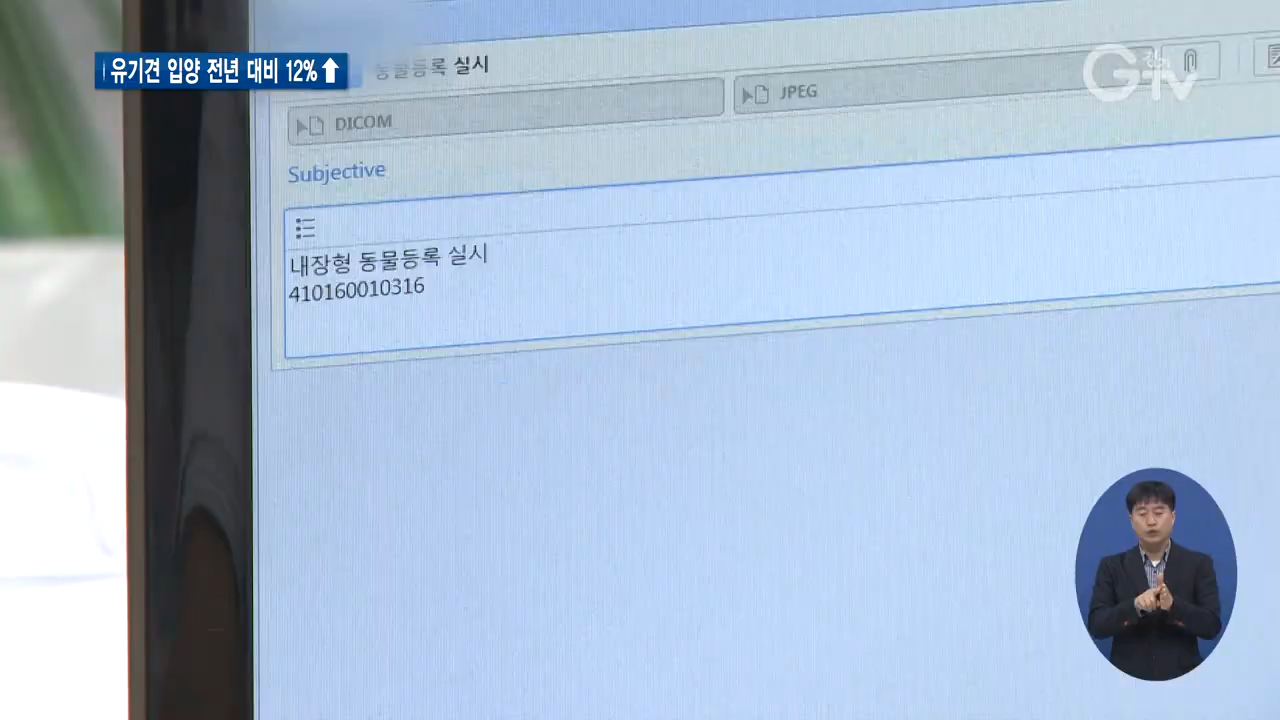 유기견 입양 전년 대비 12%↑
동물등록 실시
DICOM
JPEG
GTV
Subjective
내장형 동물등록 실시
410160010316